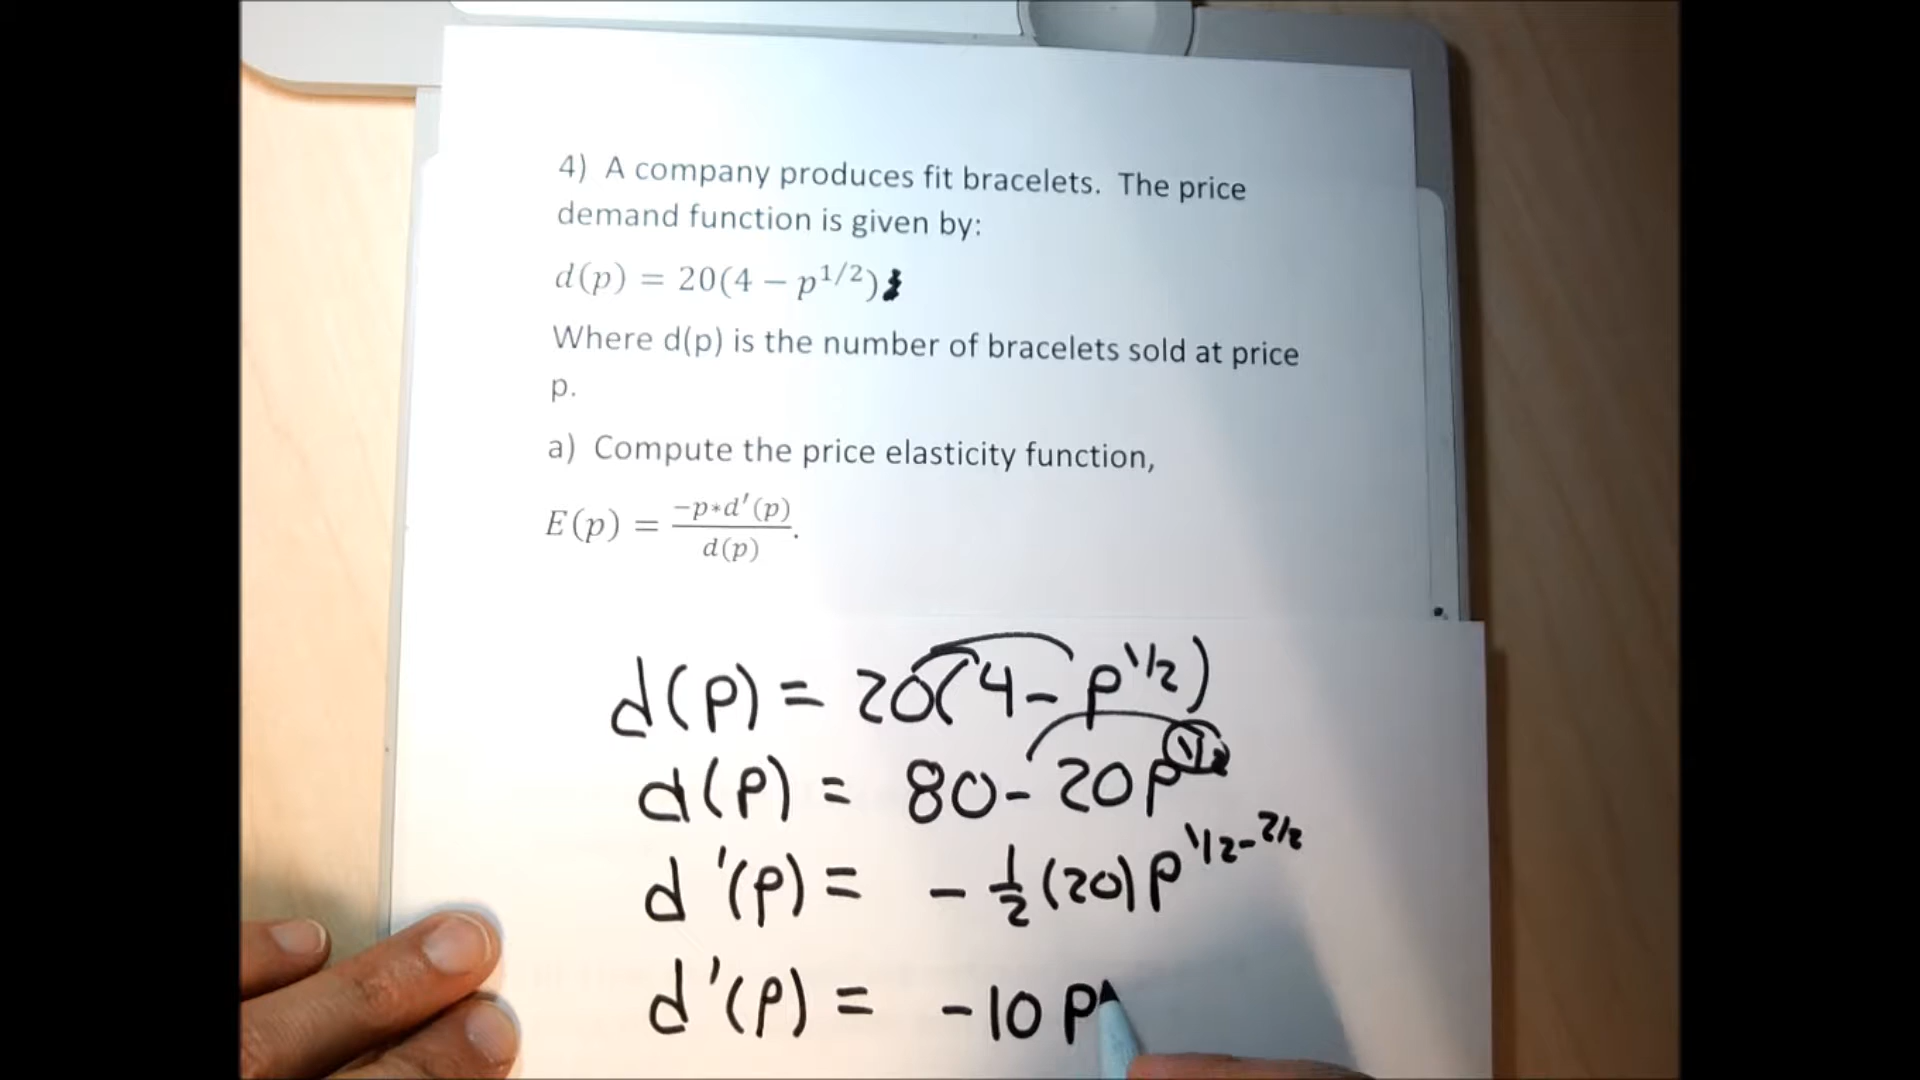 4) A company produces fit bracelets. The price
demand function is given by:
d(p) = 20(4 − p^1/2)
Where d(p) is the number of bracelets sold at price
p.
a) Compute the price elasticity function,
E(p) = −p∗d′(p)/d(p).
d(p) = 20(4 − p^1/2)
d(p) = 80 − 20p^1/2
d'(p) = − 1/2 (20) p^1/2 − 2/2
d'(p) = −10 p